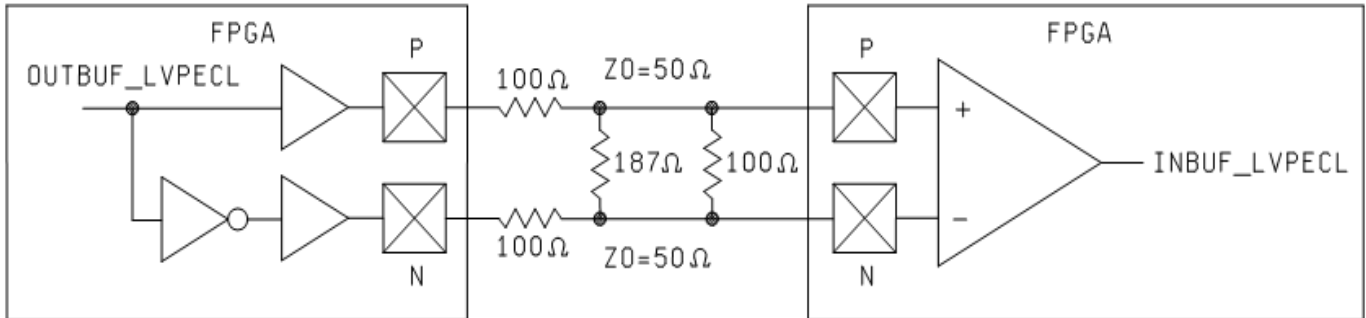 FPGA
OUTBUF_LVPECL
P
100Ω
Z0=50Ω
187Ω
100Ω
100Ω
Z0=50Ω
N
FPGA
P
+
−
INBUF_LVPECL
N